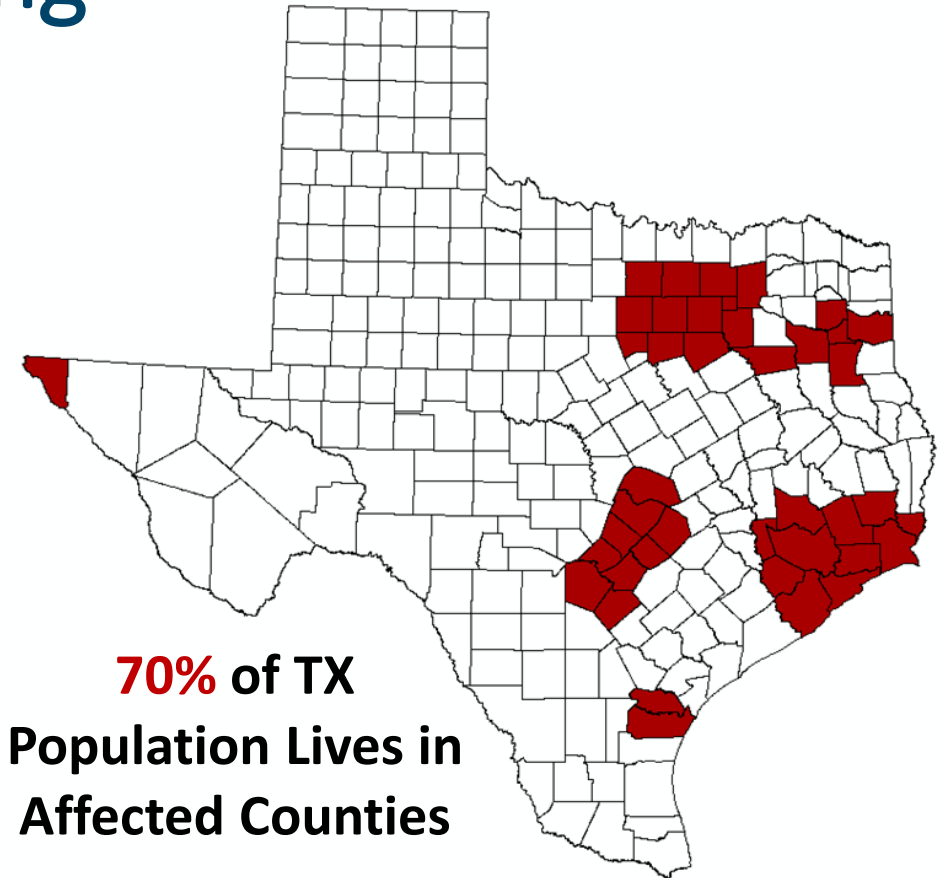 70% of TX
Population Lives in
Affected Counties